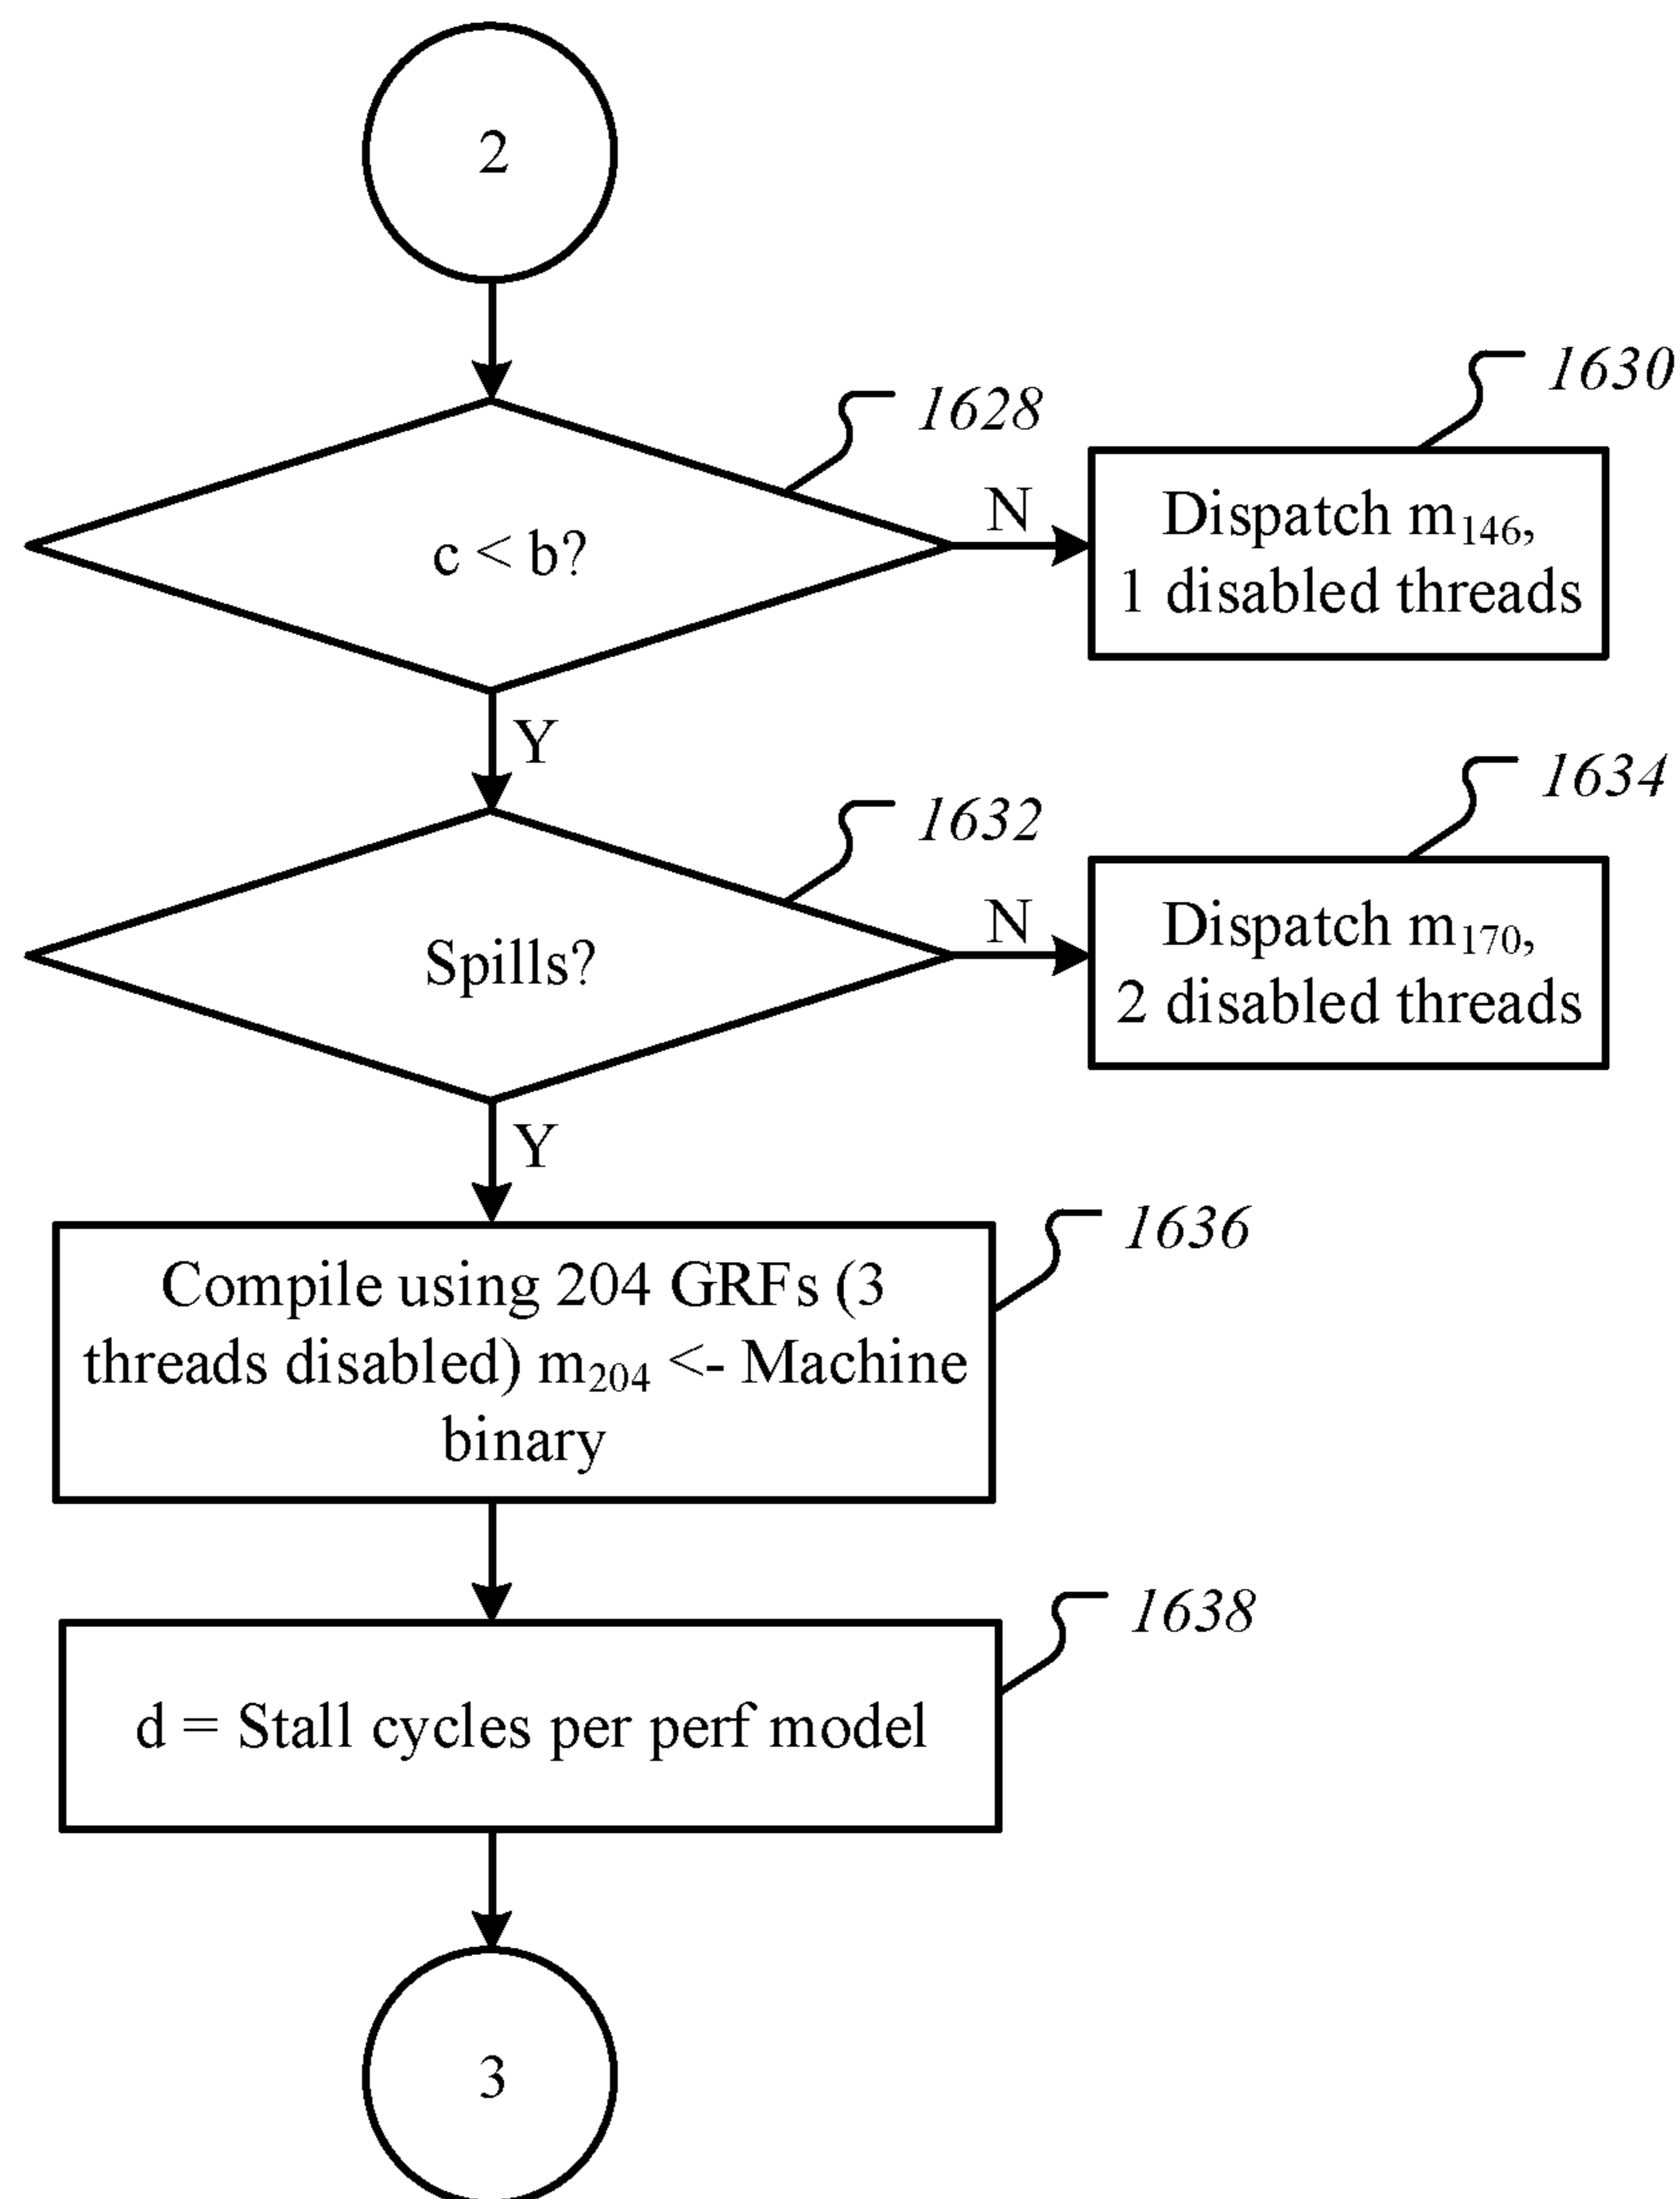 2
1628
1630
c < b?
N
Dispatch m₁₄₆,
1 disabled threads
Y
1632
1634
Spills?
N
Dispatch m₁₇₀,
2 disabled threads
Y
1636
Compile using 204 GRFs (3
threads disabled) m₂₀₄ <- Machine
binary
1638
d = Stall cycles per perf model
3